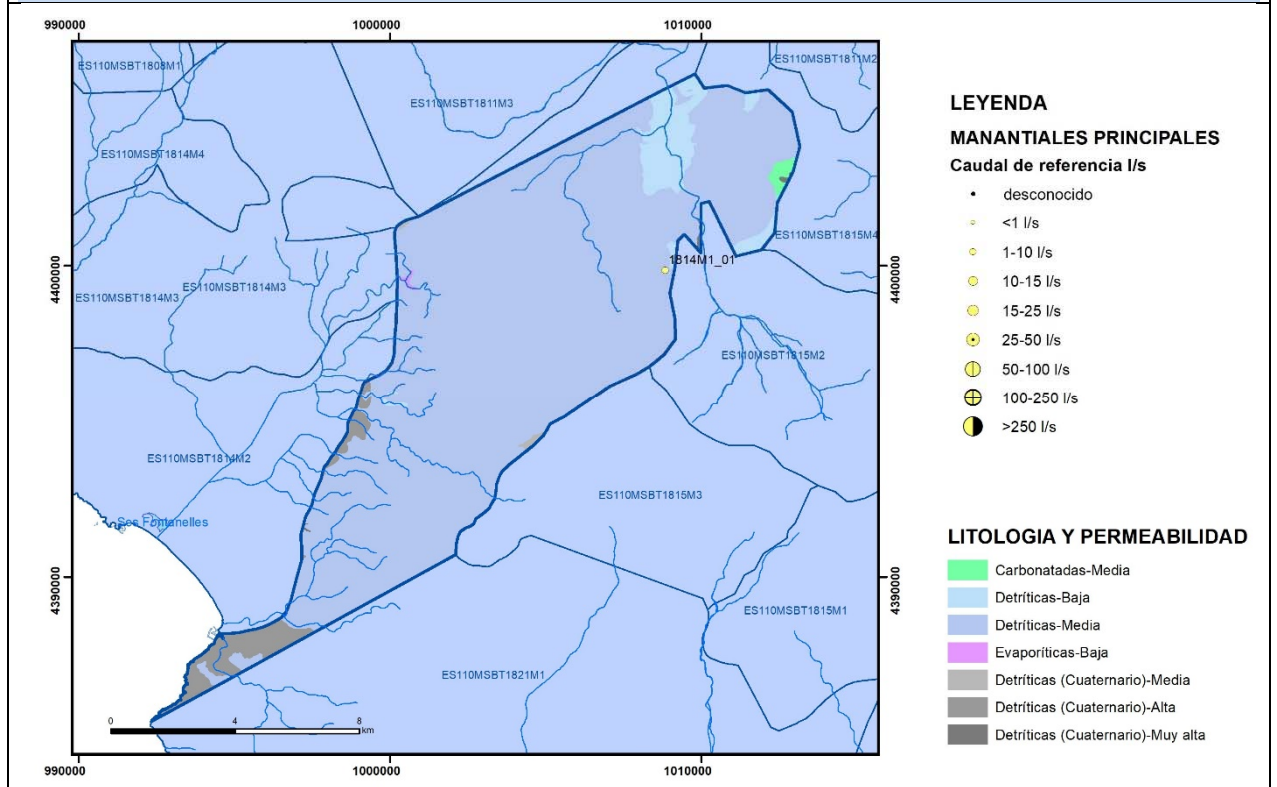 990000
1000000
1010000
4400000
4390000
4400000
4390000
990000
1000000
1010000
ES110MSBT1808M1
ES110MSBT1811M3
ES110MSBT1811M2
ES110MSBT1814M4
ES110MSBT1815M4
1814M1_01
ES110MSBT1814M3
ES110MSBT1814M3
ES110MSBT1815M2
ES110MSBT1814M2
ES110MSBT1815M3
Ses Fontanelles
ES110MSBT1815M1
ES110MSBT1821M1
0 4 8
km
LEYENDA
MANANTIALES PRINCIPALES
Caudal de referencia l/s
desconocido
<1 l/s
1-10 l/s
10-15 l/s
15-25 l/s
25-50 l/s
50-100 l/s
100-250 l/s
>250 l/s
LITOLOGIA Y PERMEABILIDAD
Carbonatadas-Media
Detríticas-Baja
Detríticas-Media
Evaporíticas-Baja
Detríticas (Cuaternario)-Media
Detríticas (Cuaternario)-Alta
Detríticas (Cuaternario)-Muy alta